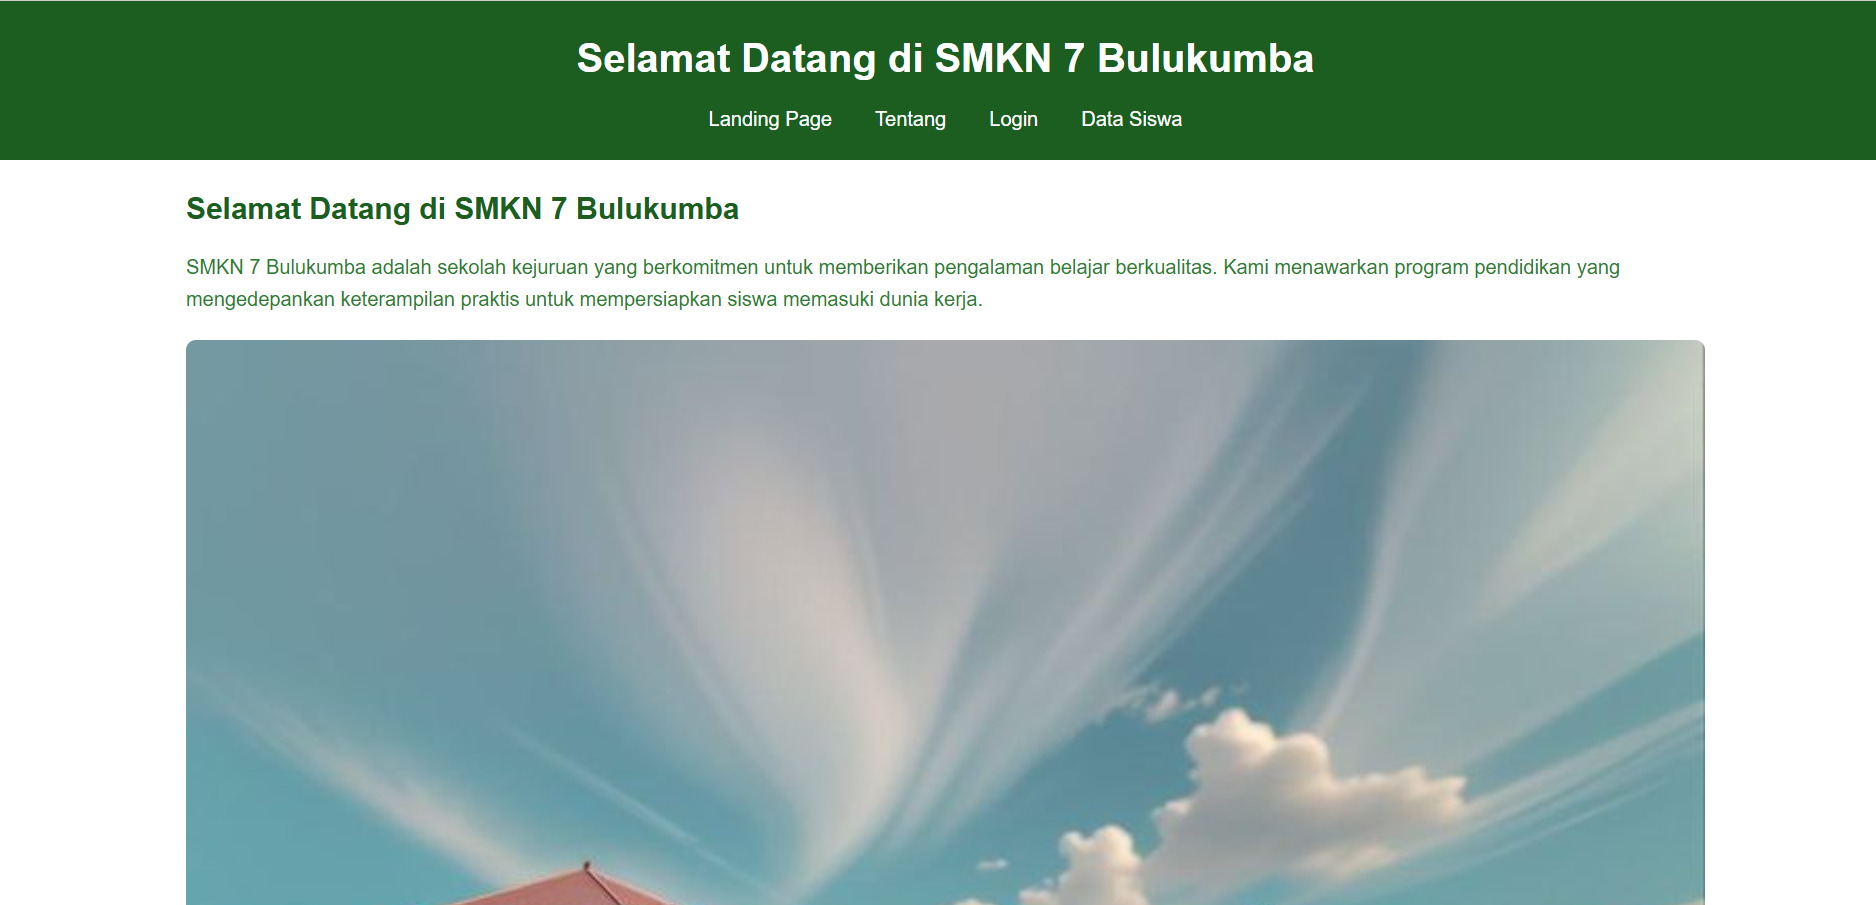 Selamat Datang di SMKN 7 Bulukumba
Landing Page Tentang Login Data Siswa
Selamat Datang di SMKN 7 Bulukumba
SMKN 7 Bulukumba adalah sekolah kejuruan yang berkomitmen untuk memberikan pengalaman belajar berkualitas. Kami menawarkan program pendidikan yang
mengedepankan keterampilan praktis untuk mempersiapkan siswa memasuki dunia kerja.